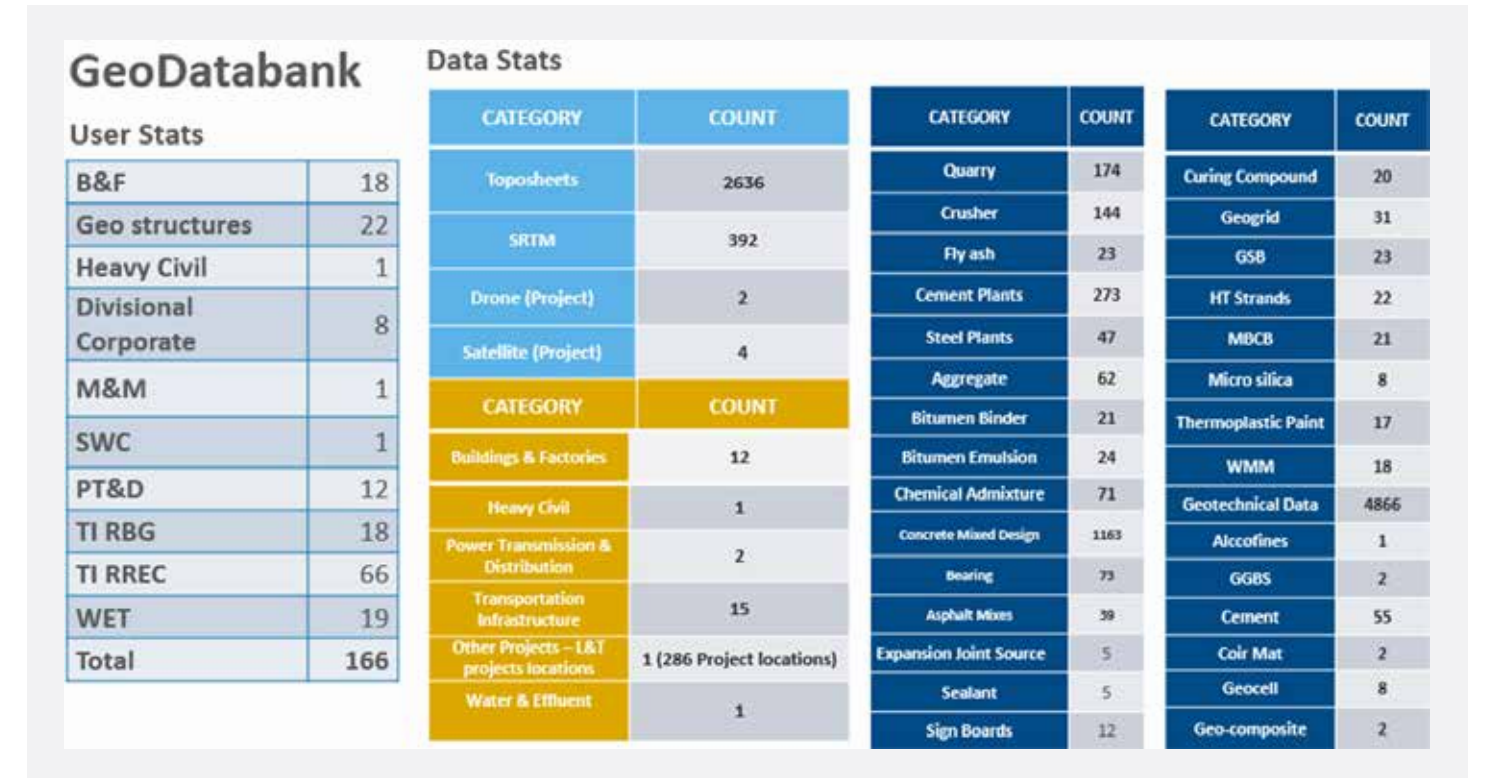 GeoDatabank
User Stats
B&F 18
Geo structures 22
Heavy Civil 1
Divisional
Corporate 8
M&M 1
SWC 1
PT&D 12
TI RBG 18
TI RREC 66
WET 19
Total 166
Data Stats
CATEGORY COUNT
Toposheets 2636
SRTM 392
Drone (Project) 2
Satellite (Project) 4
CATEGORY COUNT
Buildings & Factories 12
Heavy Civil 1
Power Transmission &
Distribution 2
Transportation
Infrastructure 15
Other Projects – L&T
projects locations 1 (286 Project locations)
Water & Effluent 1
CATEGORY COUNT
Quarry 174
Crusher 144
Fly ash 23
Cement Plants 273
Steel Plants 47
Aggregate 62
Bitumen Binder 21
Bitumen Emulsion 24
Chemical Admixture 71
Concrete Mixed Design 1163
Bearing 73
Asphalt Mixes 39
Expansion Joint Source 5
Sealant 5
Sign Boards 12
CATEGORY COUNT
Curing Compound 20
Geogrid 31
GSB 23
HT Strands 22
MBCB 21
Micro silica 8
Thermoplastic Paint 17
WMM 18
Geotechnical Data 4866
Alccofines 1
GGBS 2
Cement 55
Coir Mat 2
Geocell 8
Geo-composite 2